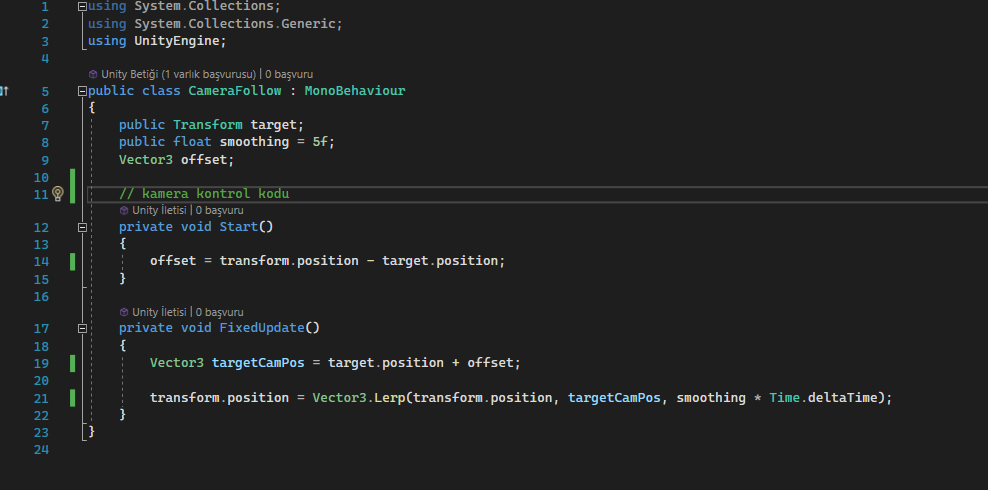 1 using System.Collections;
2 using System.Collections.Generic;
3 using UnityEngine;
4
Unity Betiği (1 varlık başvurusu) | 0 başvuru
5 public class CameraFollow : MonoBehaviour
6 {
7 public Transform target;
8 public float smoothing = 5f;
9 Vector3 offset;
10
11 // kamera kontrol kodu
Unity İletisi | 0 başvuru
12 private void Start()
13 {
14 offset = transform.position - target.position;
15 }
16
Unity İletisi | 0 başvuru
17 private void FixedUpdate()
18 {
19 Vector3 targetCamPos = target.position + offset;
20
21 transform.position = Vector3.Lerp(transform.position, targetCamPos, smoothing * Time.deltaTime);
22 }
23 }
24